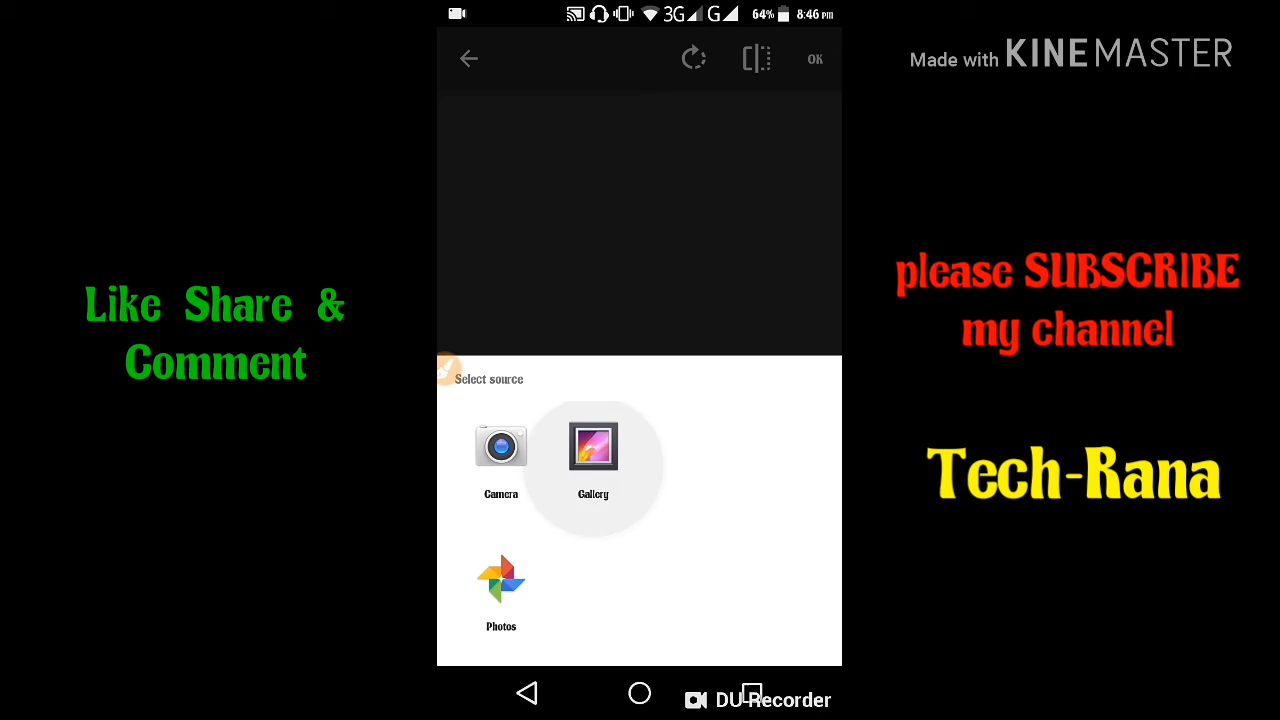 3G G 64% 8:46 pm
OK
Made with KINEMASTER
Like Share &
Comment
please SUBSCRIBE
my channel
Tech-Rana
Select source
Camera Gallery
Photos
DU Recorder